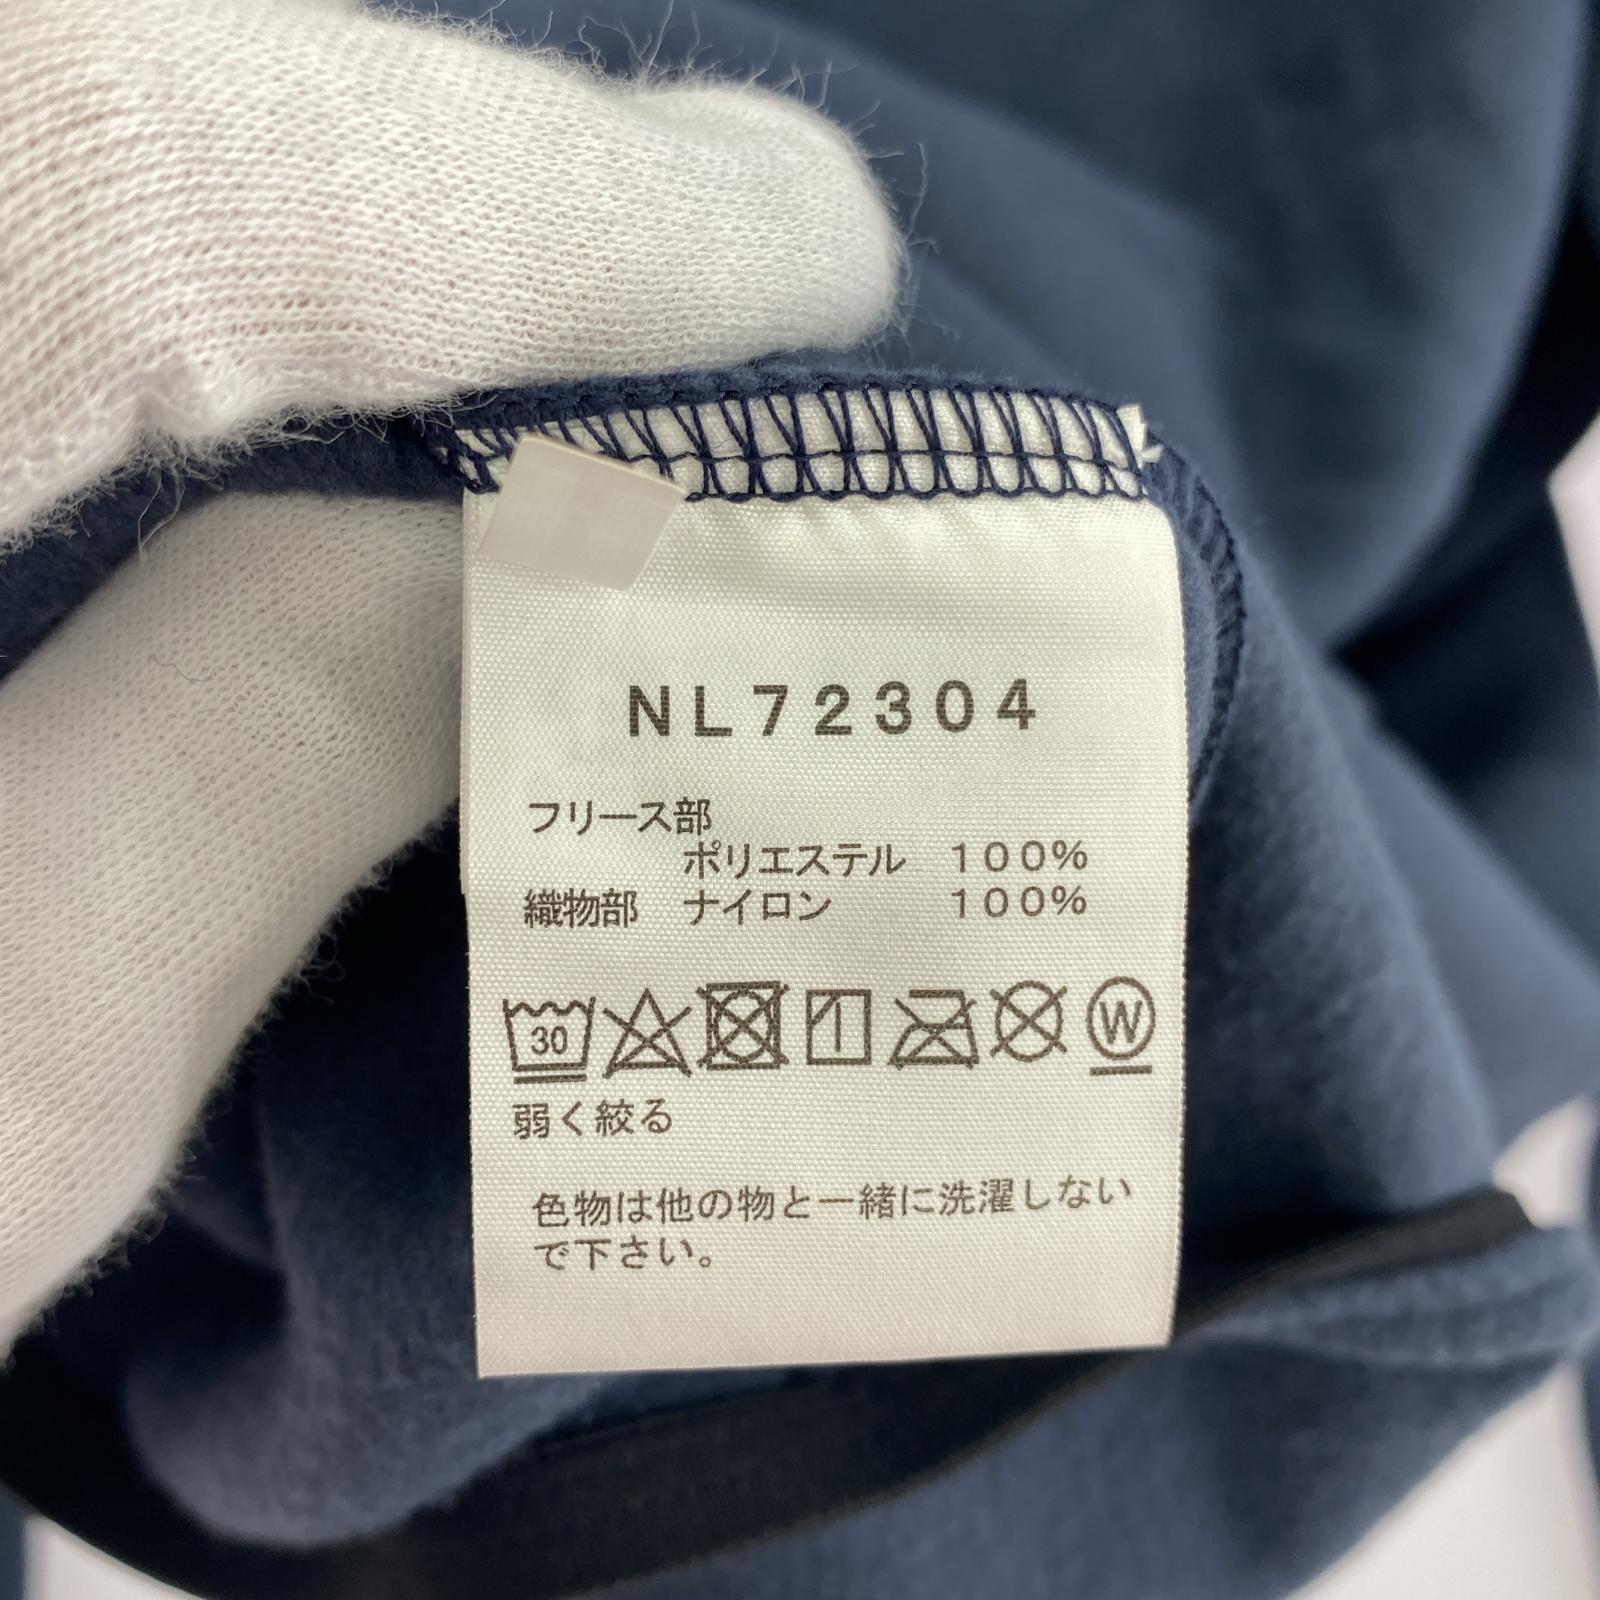 NL72304
フリース部
ポリエステル 100%
織物部 ナイロン 100%
30 W
弱く絞る
色物は他の物と一緒に洗濯しない
で下さい。